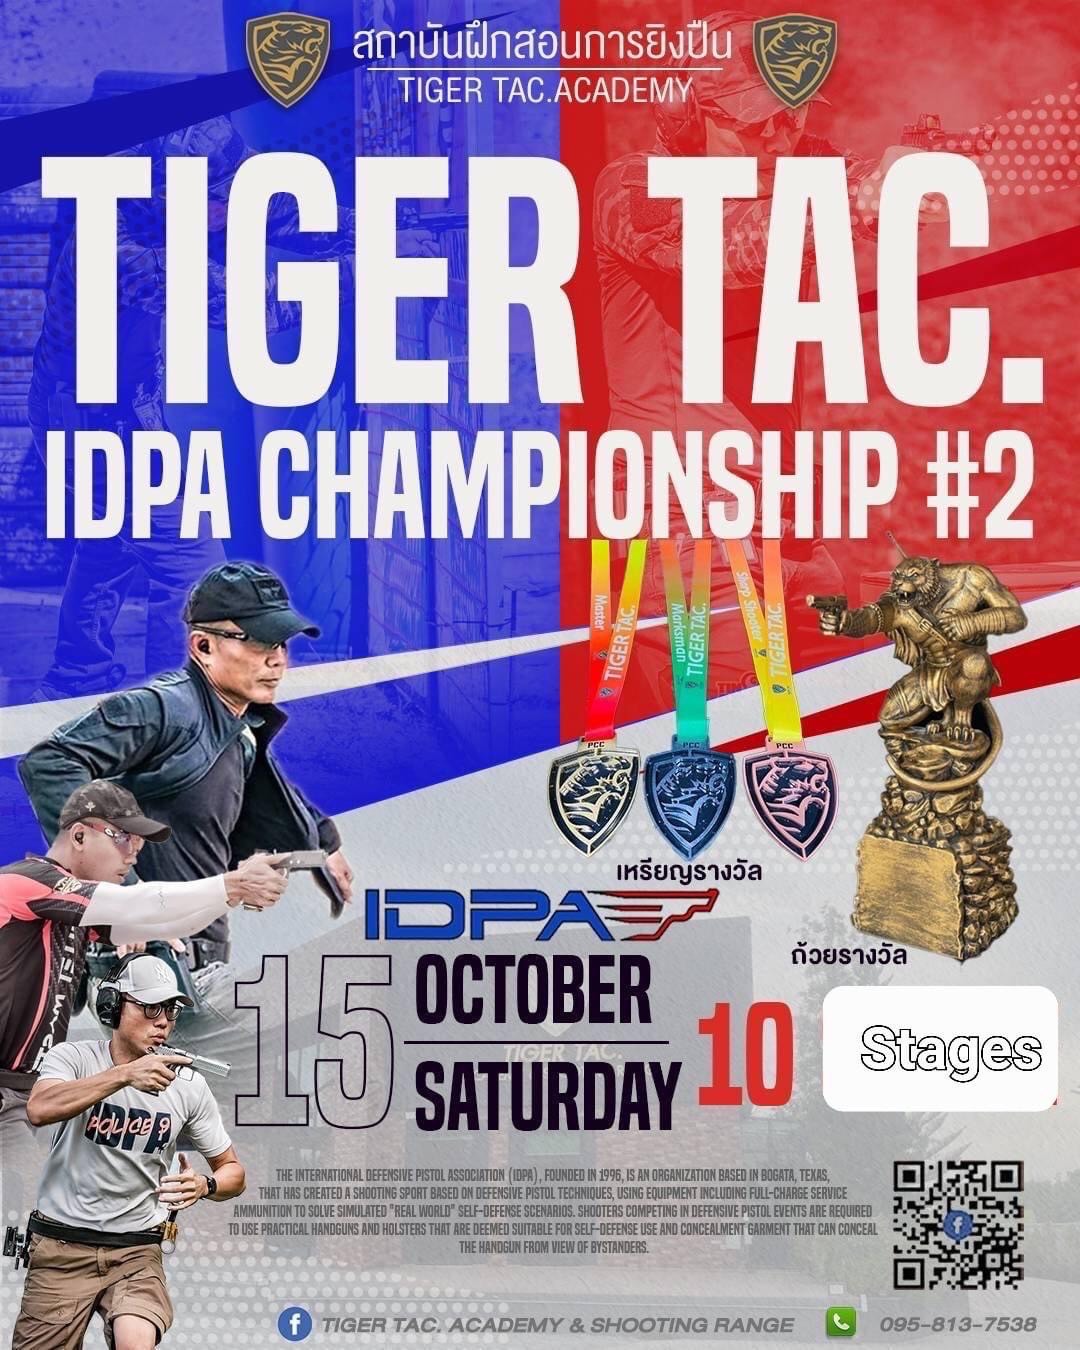 สถาบันฝึกสอนการยิงปืน
TIGER TAC.ACADEMY
TIGER TAC.
IDPA CHAMPIONSHIP #2
Master
TIGER TAC.
Marksman
TIGER TAC.
Sharp Shooter
TIGER TAC.
PCC
PCC
PCC
เหรียญรางวัล
ถ้วยรางวัล
IDPA
15
OCTOBER
SATURDAY
10
Stages
TIGER TAC.
POLICE 9
IDPA
THE INTERNATIONAL DEFENSIVE PISTOL ASSOCIATION (IDPA), FOUNDED IN 1996, IS AN ORGANIZATION BASED IN BOGATA, TEXAS,
THAT HAS CREATED A SHOOTING SPORT BASED ON DEFENSIVE PISTOL TECHNIQUES, USING EQUIPMENT INCLUDING FULL-CHARGE SERVICE
AMMUNITION TO SOLVE SIMULATED "REAL WORLD" SELF-DEFENSE SCENARIOS. SHOOTERS COMPETING IN DEFENSIVE PISTOL EVENTS ARE REQUIRED
TO USE PRACTICAL HANDGUNS AND HOLSTERS THAT ARE DEEMED SUITABLE FOR SELF-DEFENSE USE AND CONCEALMENT GARMENT THAT CAN CONCEAL
THE HANDGUN FROM VIEW OF BYSTANDERS.
TIGER TAC. ACADEMY & SHOOTING RANGE
095-813-7538